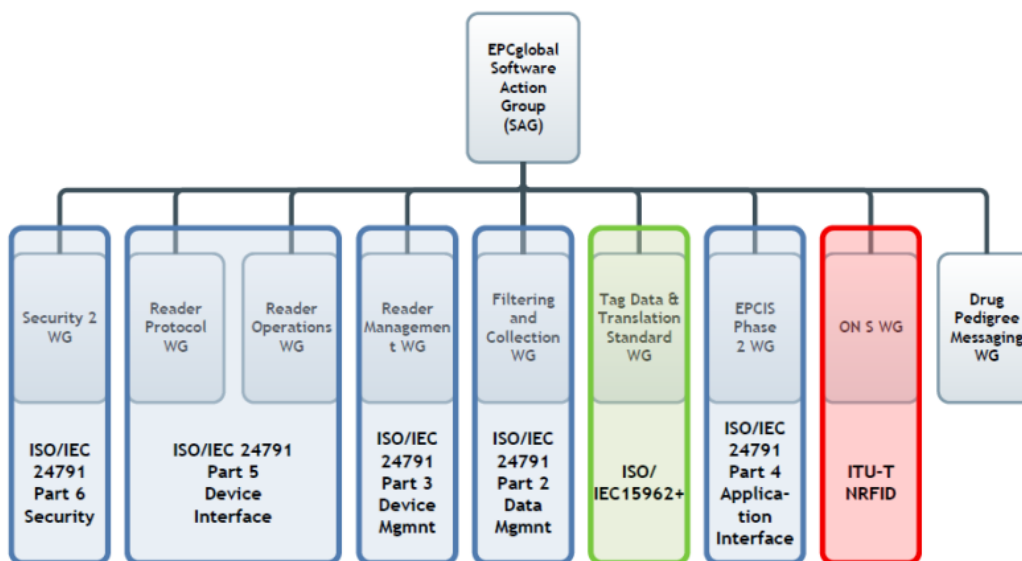 EPCglobal
Software
Action
Group
(SAG)
Security 2
WG
Reader
Protocol
WG
Reader
Operations
WG
Reader
Managemen
t WG
Filtering
and
Collection
WG
Tag Data &
Translation
Standard
WG
EPCIS
Phase
2 WG
ON S WG
Drug
Pedigree
Messaging
WG
ISO/IEC
24791
Part 6
Security
ISO/IEC 24791
Part 5
Device
Interface
ISO/IEC
24791
Part 3
Device
Mgmnt
ISO/IEC
24791
Part 2
Data
Mgmnt
ISO/
IEC15962+
ISO/IEC
24791
Part 4
Applica-
tion
Interface
ITU-T
NRFID